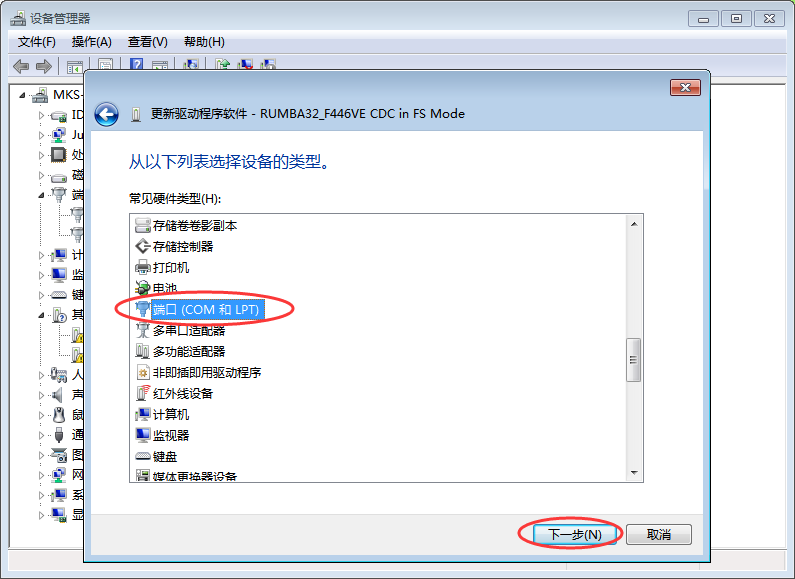 设备管理器
文件(F) 操作(A) 查看(V) 帮助(H)
更新驱动程序软件 - RUMBA32_F446VE CDC in FS Mode
从以下列表选择设备的类型。
常见硬件类型(H):
存储卷卷影副本
存储控制器
打印机
电池
端口 (COM 和 LPT)
多串口适配器
多功能适配器
非即插即用驱动程序
红外线设备
计算机
监视器
键盘
媒体更换器设备
下一步(N)
取消
MKS-
ID
Ju
处
磁
端
计
监
键
其
人
声
鼠
通
图
网
系
显